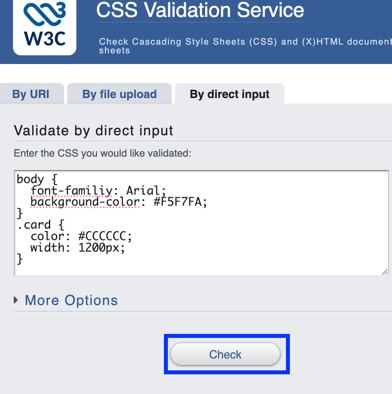 CSS Validation Service
W3C
Check Cascading Style Sheets (CSS) and (X)HTML document
sheets
By URI
By file upload
By direct input
Validate by direct input
Enter the CSS you would like validated:
body {
  font-familiy: Arial;
  background-color: #F5F7FA;
}
.card {
  color: #CCCCCC;
  width: 1200px;
}
More Options
Check